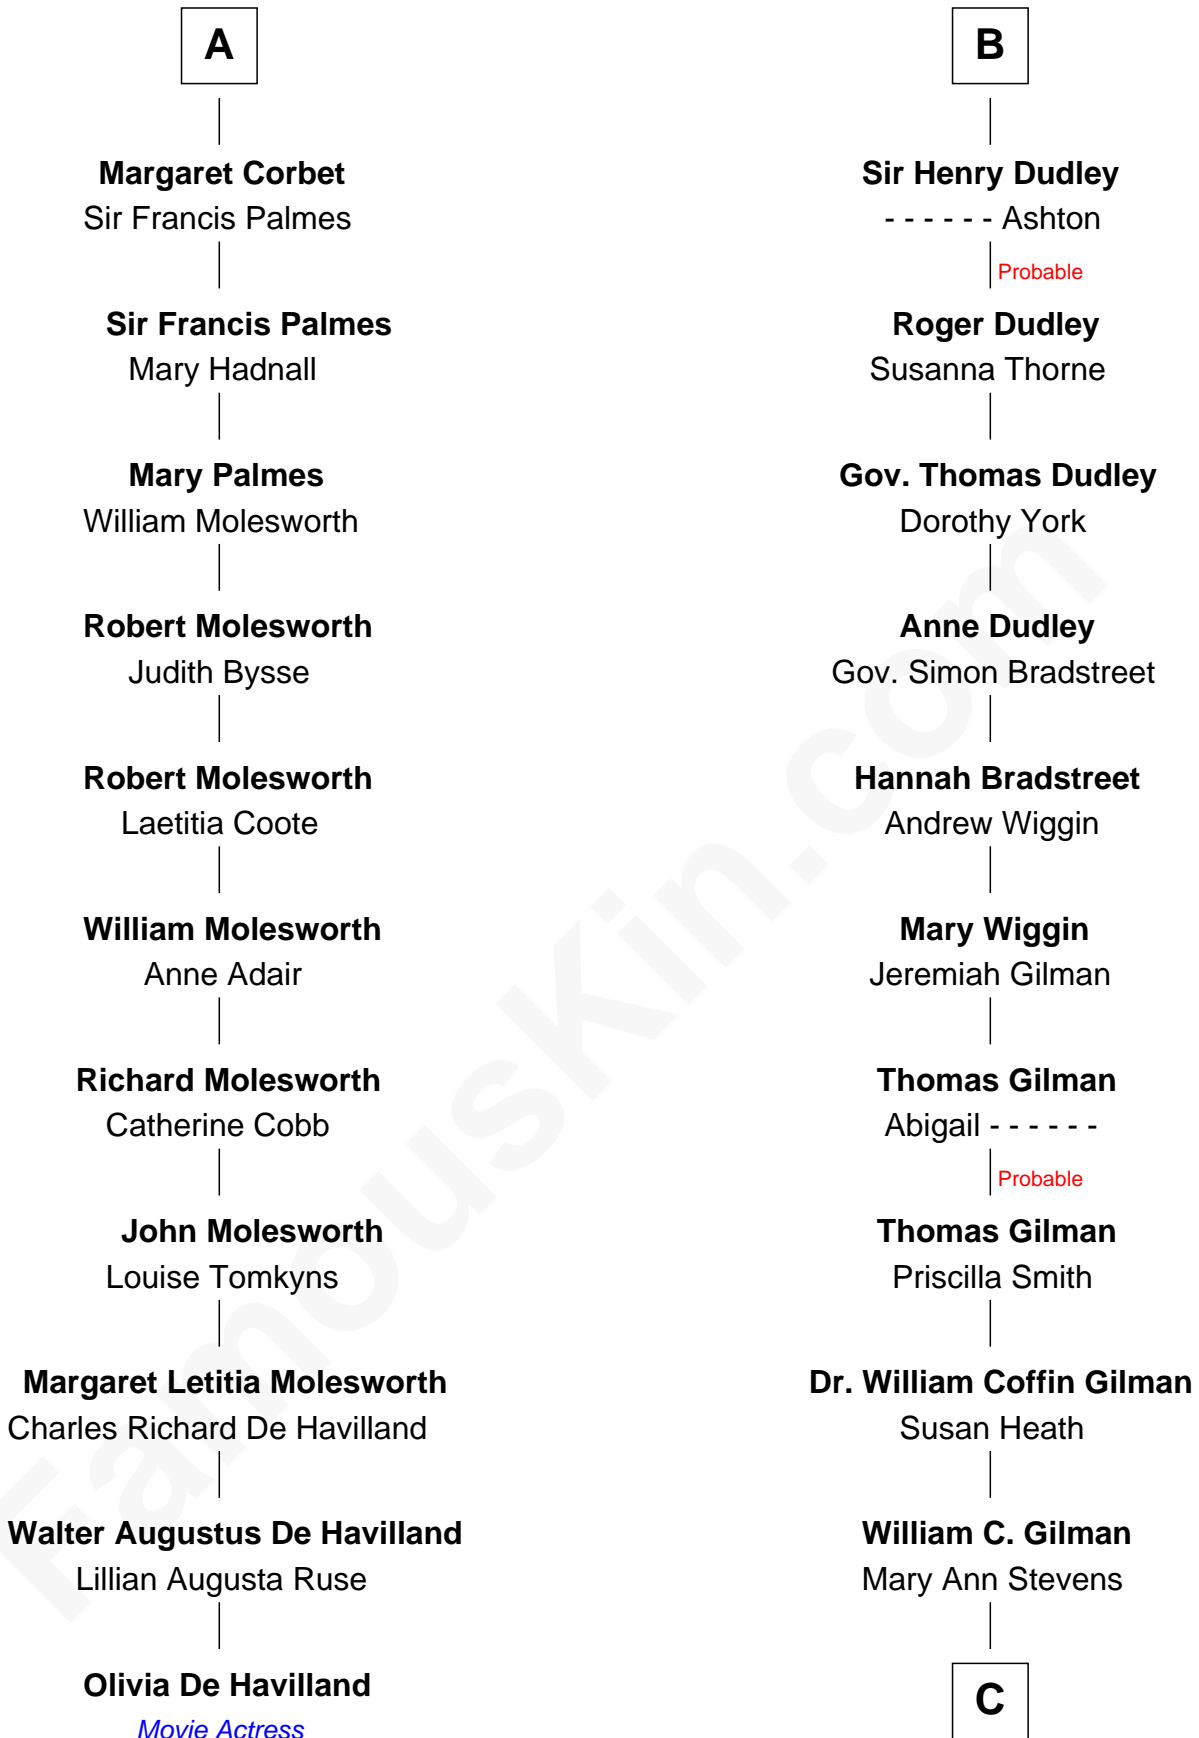 A
Margaret Corbet
Sir Francis Palmes
Sir Francis Palmes
Mary Hadnall
Mary Palmes
William Molesworth
Robert Molesworth
Judith Bysse
Robert Molesworth
Laetitia Coote
William Molesworth
Anne Adair
Richard Molesworth
Catherine Cobb
John Molesworth
Louise Tomkyns
Margaret Letitia Molesworth
Charles Richard De Havilland
Walter Augustus De Havilland
Lillian Augusta Ruse
Olivia De Havilland
Movie Actress
B
Sir Henry Dudley
- - - - - - Ashton
Probable
Roger Dudley
Susanna Thorne
Gov. Thomas Dudley
Dorothy York
Anne Dudley
Gov. Simon Bradstreet
Hannah Bradstreet
Andrew Wiggin
Mary Wiggin
Jeremiah Gilman
Thomas Gilman
Abigail - - - - - -
Probable
Thomas Gilman
Priscilla Smith
Dr. William Coffin Gilman
Susan Heath
William C. Gilman
Mary Ann Stevens
C
FamousKin.com